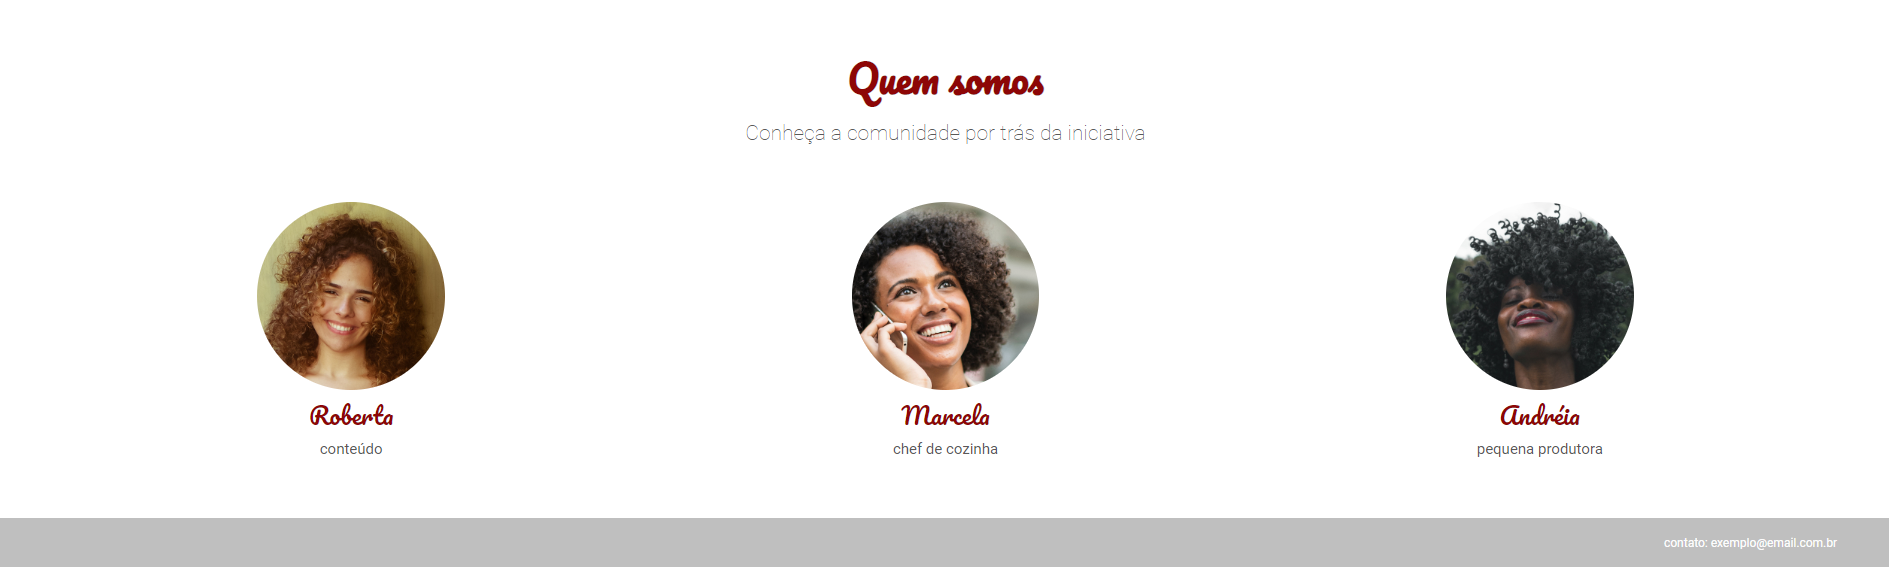 Quem somos
Conheça a comunidade por trás da iniciativa
Roberta
Marcela
Andréia
conteúdo
chef de cozinha
pequena produtora
contato: exemplo@email.com.br